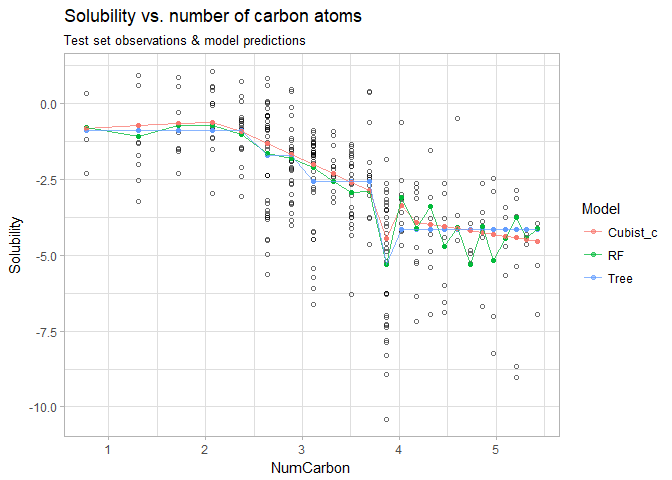 Solubility vs. number of carbon atoms
Test set observations & model predictions
0.0
-2.5
-5.0
-7.5
-10.0
Solubility
1 2 3 4 5
NumCarbon
Model
Cubist_c
RF
Tree